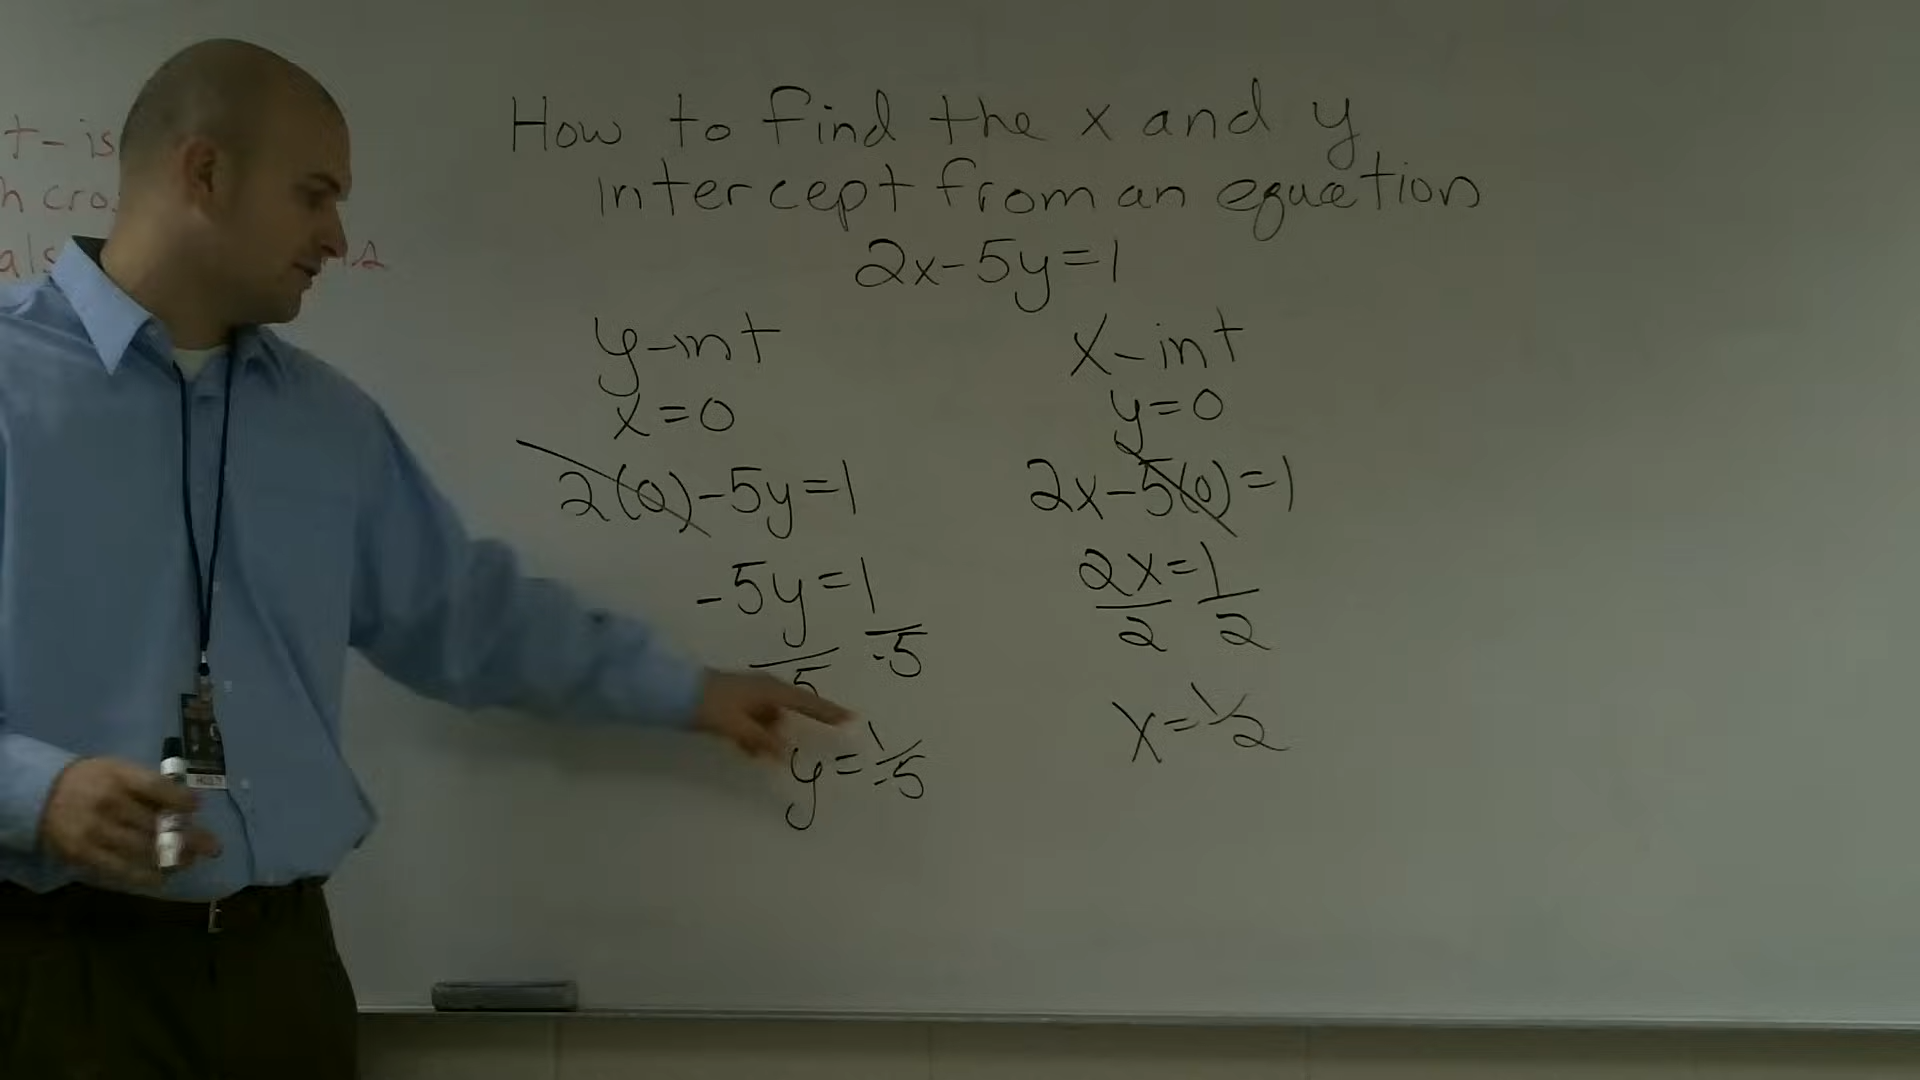 How to find the x and y
intercept from an equation
2x-5y=1
y-int
x=0
2(0)-5y=1
-5y=1
5 -5
y=1/-5
x-int
y=0
2x-5(0)=1
2x=1
2 2
x=1/2
t- is